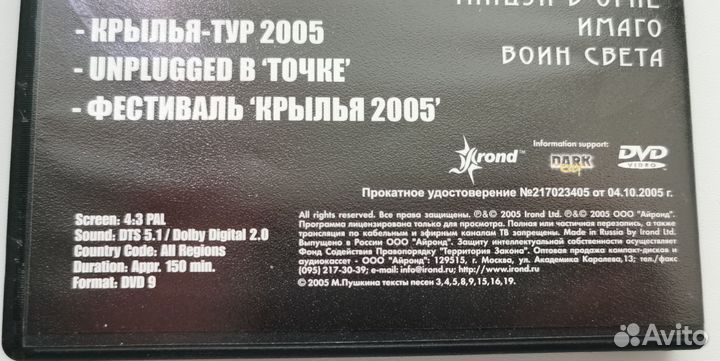 В ОГНЕ
ИМАГО
ВОИН СВЕТА
- КРЫЛЬЯ-ТУР 2005
- UNPLUGGED В 'ТОЧКЕ'
- ФЕСТИВАЛЬ 'КРЫЛЬЯ 2005'
irond™
Information support:
DARK CITY
DVD VIDEO
Прокатное удостоверение №217023405 от 04.10.2005 г.
Screen: 4:3 PAL
Sound: DTS 5.1 / Dolby Digital 2.0
Country Code: All Regions
Duration: Appr. 150 min.
Format: DVD 9
All rights reserved. Все права защищены. ℗&© 2005 Irond Ltd. ℗&© 2005 ООО "Айронд".
Программа лицензирована только для просмотра. Полная или частичная перезапись, а также
трансляция по кабельным и эфирным каналам ТВ запрещены. Made in Russia by Irond Ltd.
Выпущено в России ООО "Айронд". Защиту интеллектуальной собственности осуществляет
Фонд Содействия Правопорядку "Территория Закона". Оптовая продажа компакт-дисков и
аудиокассет - ООО "Айронд": 129515, г. Москва, ул. Академика Каралева,13, тел./факс
(095) 217-30-39; e-mail: info@irond.ru; http://www.irond.ru
© 2005 М.Пушкина тексты песен 3,4,5,8,9,15,16,19.
Avito